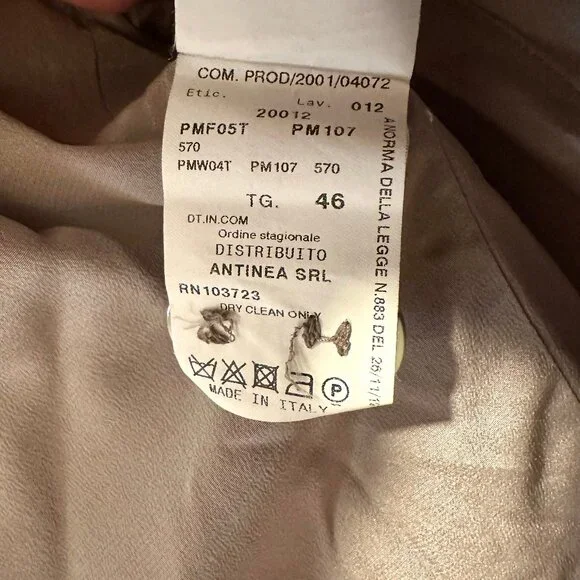 COM. PROD/2001/04072
Etic. Lav. 012
20012
PMF05T PM107
570
PMW04T PM107 570
TG. 46
DT.IN.COM
Ordine stagionale
DISTRIBUITO
ANTINEA SRL
RN103723
DRY CLEAN ONLY
P
MADE IN ITALY
A NORMA DELLA LEGGE N.883 DEL 26/11/